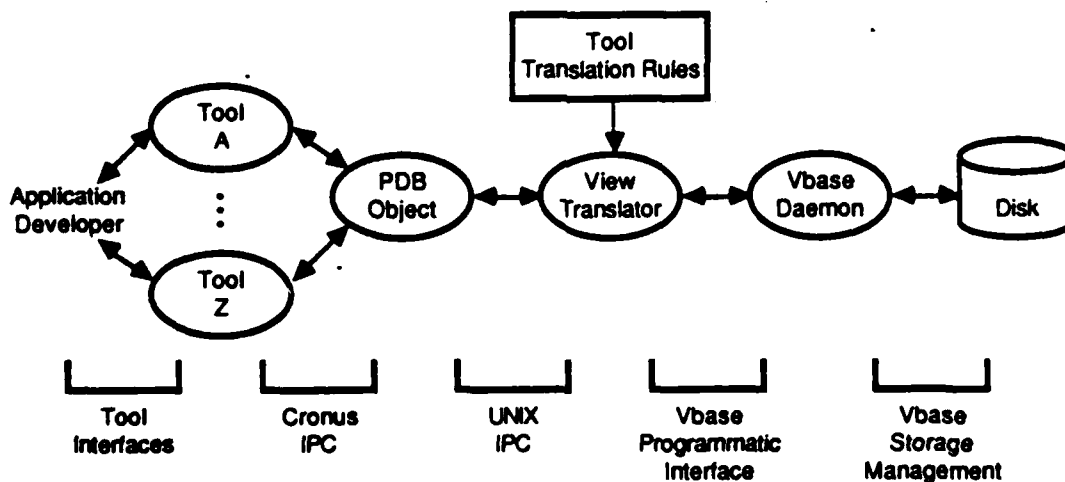 Tool
Translation Rules
Tool
A
Application
Developer
PDB
Object
View
Translator
Vbase
Daemon
Disk
Tool
Z
Tool
Interfaces
Cronus
IPC
UNIX
IPC
Vbase
Programmatic
Interface
Vbase
Storage
Management